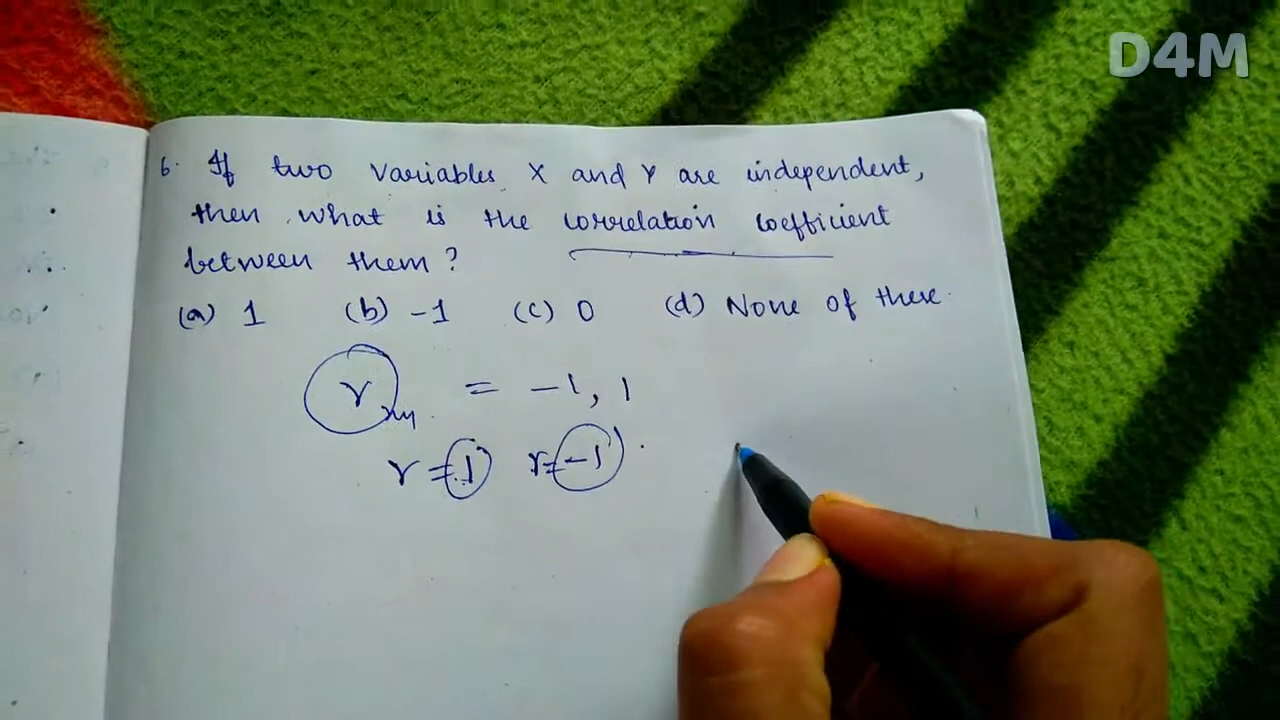 D4M
6. If two variables X and Y are independent,
then what is the correlation coefficient
between them?
(a) 1 (b) -1 (c) 0 (d) None of these.
r xy = -1, 1
r = 1 r = -1